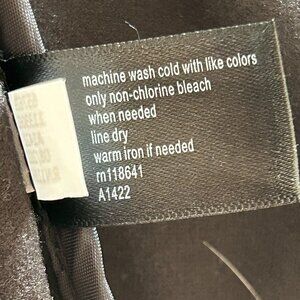 machine wash cold with like colors
only non-chlorine bleach
when needed
line dry
warm iron if needed
rn118641
A1422